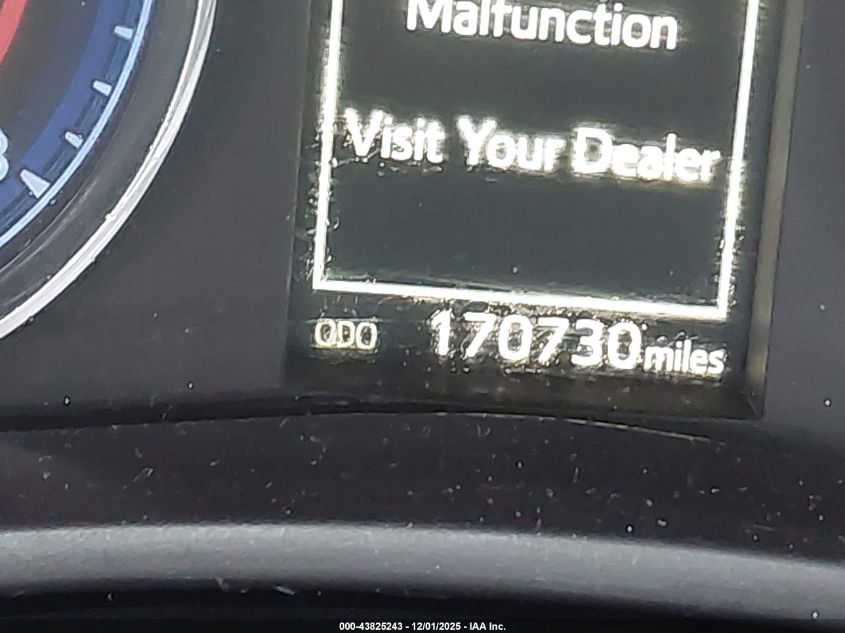 Malfunction
Visit Your Dealer
ODO 170730 miles
000-43825243 - 12/01/2025 - IAA Inc.